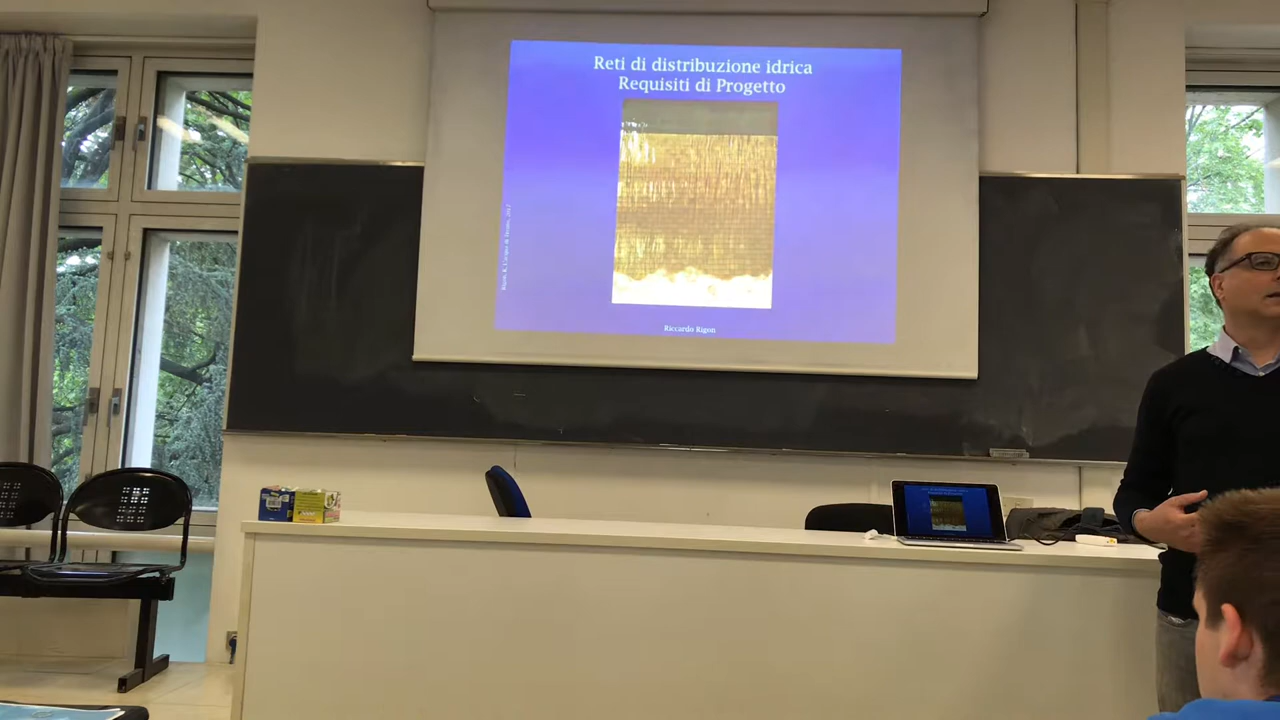 Reti di distribuzione idrica
Requisiti di Progetto
Riccardo Rigon